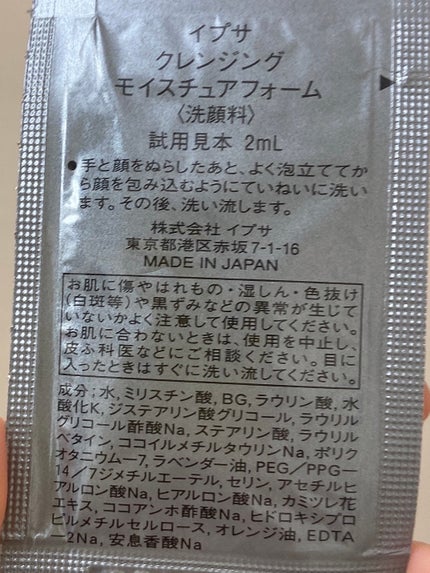 イプサ
クレンジング
モイスチュアフォーム
〈洗顔料〉
試用見本 2mL
●手と顔をぬらしたあと、よく泡立ててか
ら顔を包み込むようにていねいに洗い
ます。その後、洗い流します。
株式会社 イプサ
東京都港区赤坂7-1-16
MADE IN JAPAN
お肌に傷やはれもの・湿しん・色抜け
(白斑等)や黒ずみなどの異常が生じて
いないかよく注意して使用してください。
お肌に合わないときは、使用を中止し、
皮ふ科医などにご相談ください。目に
入ったときはすぐに洗い流してください。
成分:水,ミリスチン酸,BG,ラウリン酸,水
酸化K,ジステアリン酸グリコール,ラウリル
グリコール酢酸Na,ステアリン酸,ラウリル
ベタイン,ココイルメチルタウリンNa,ポリク
オタニウム-7,ラベンダー油,PEG/PPG-
14/7ジメチルエーテル,セリン,アセチルヒ
アルロン酸Na,ヒアルロン酸Na,カミツレ花
エキス,ココアンホ酢酸Na,ヒドロキシプロ
ピルメチルセルロース,オレンジ油,EDTA
-2Na,安息香酸Na